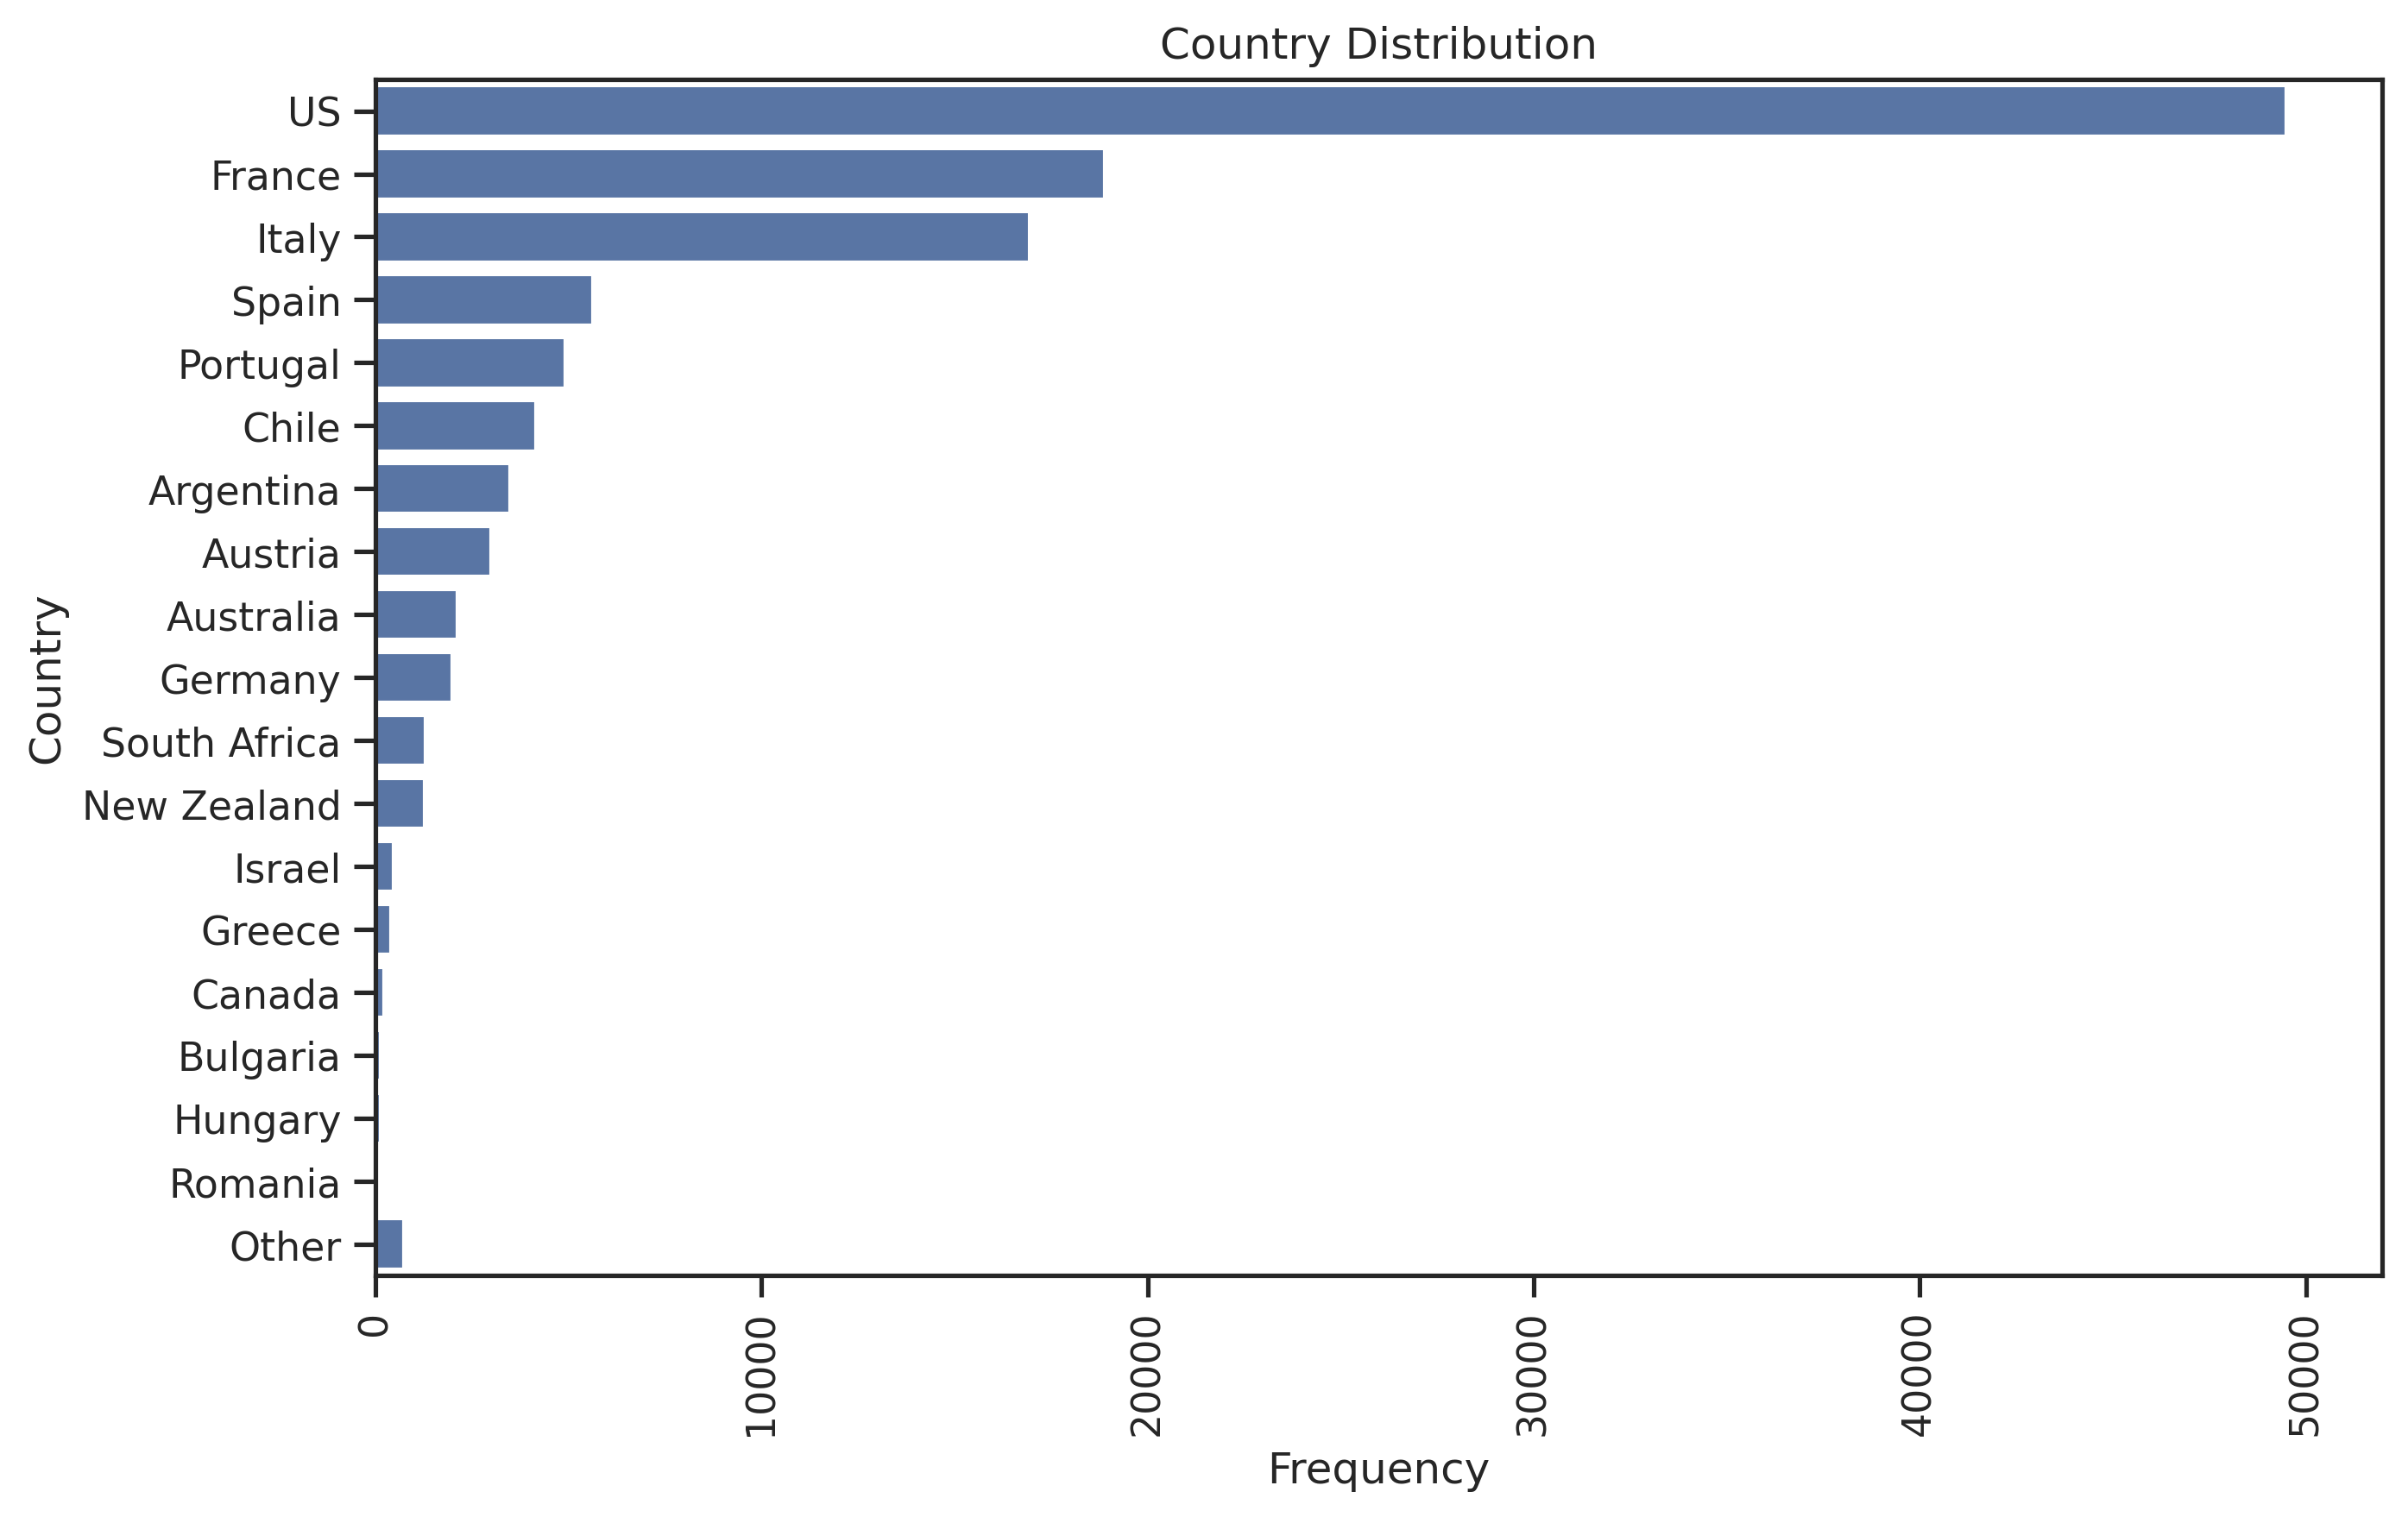 Country Distribution
US
France
Italy
Spain
Portugal
Chile
Argentina
Austria
Australia
Germany
South Africa
New Zealand
Israel
Greece
Canada
Bulgaria
Hungary
Romania
Other
Country
0
10000
20000
30000
40000
50000
Frequency